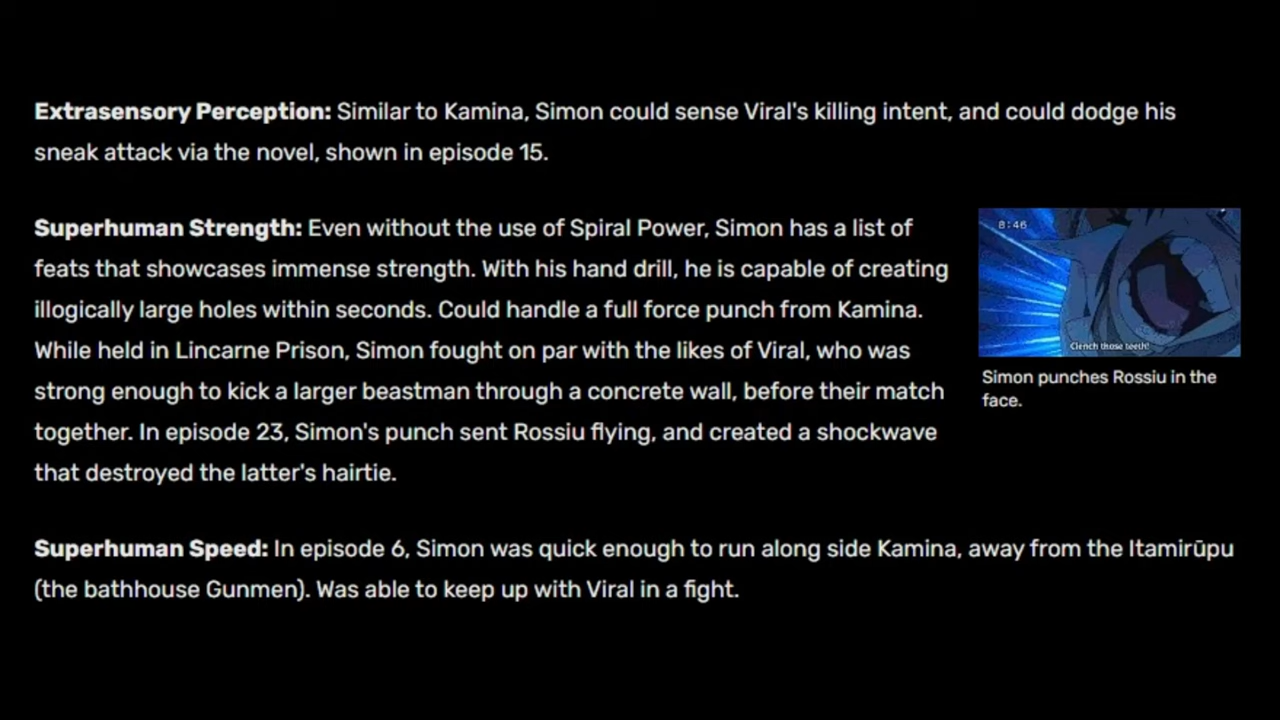 Extrasensory Perception: Similar to Kamina, Simon could sense Viral's killing intent, and could dodge his
sneak attack via the novel, shown in episode 15.
Superhuman Strength: Even without the use of Spiral Power, Simon has a list of
feats that showcases immense strength. With his hand drill, he is capable of creating
illogically large holes within seconds. Could handle a full force punch from Kamina.
While held in Lincarne Prison, Simon fought on par with the likes of Viral, who was
strong enough to kick a larger beastman through a concrete wall, before their match
together. In episode 23, Simon's punch sent Rossiu flying, and created a shockwave
that destroyed the latter's hairtie.
8:46
Clench those teeth!
Simon punches Rossiu in the
face.
Superhuman Speed: In episode 6, Simon was quick enough to run along side Kamina, away from the Itamirūpu
(the bathhouse Gunmen). Was able to keep up with Viral in a fight.